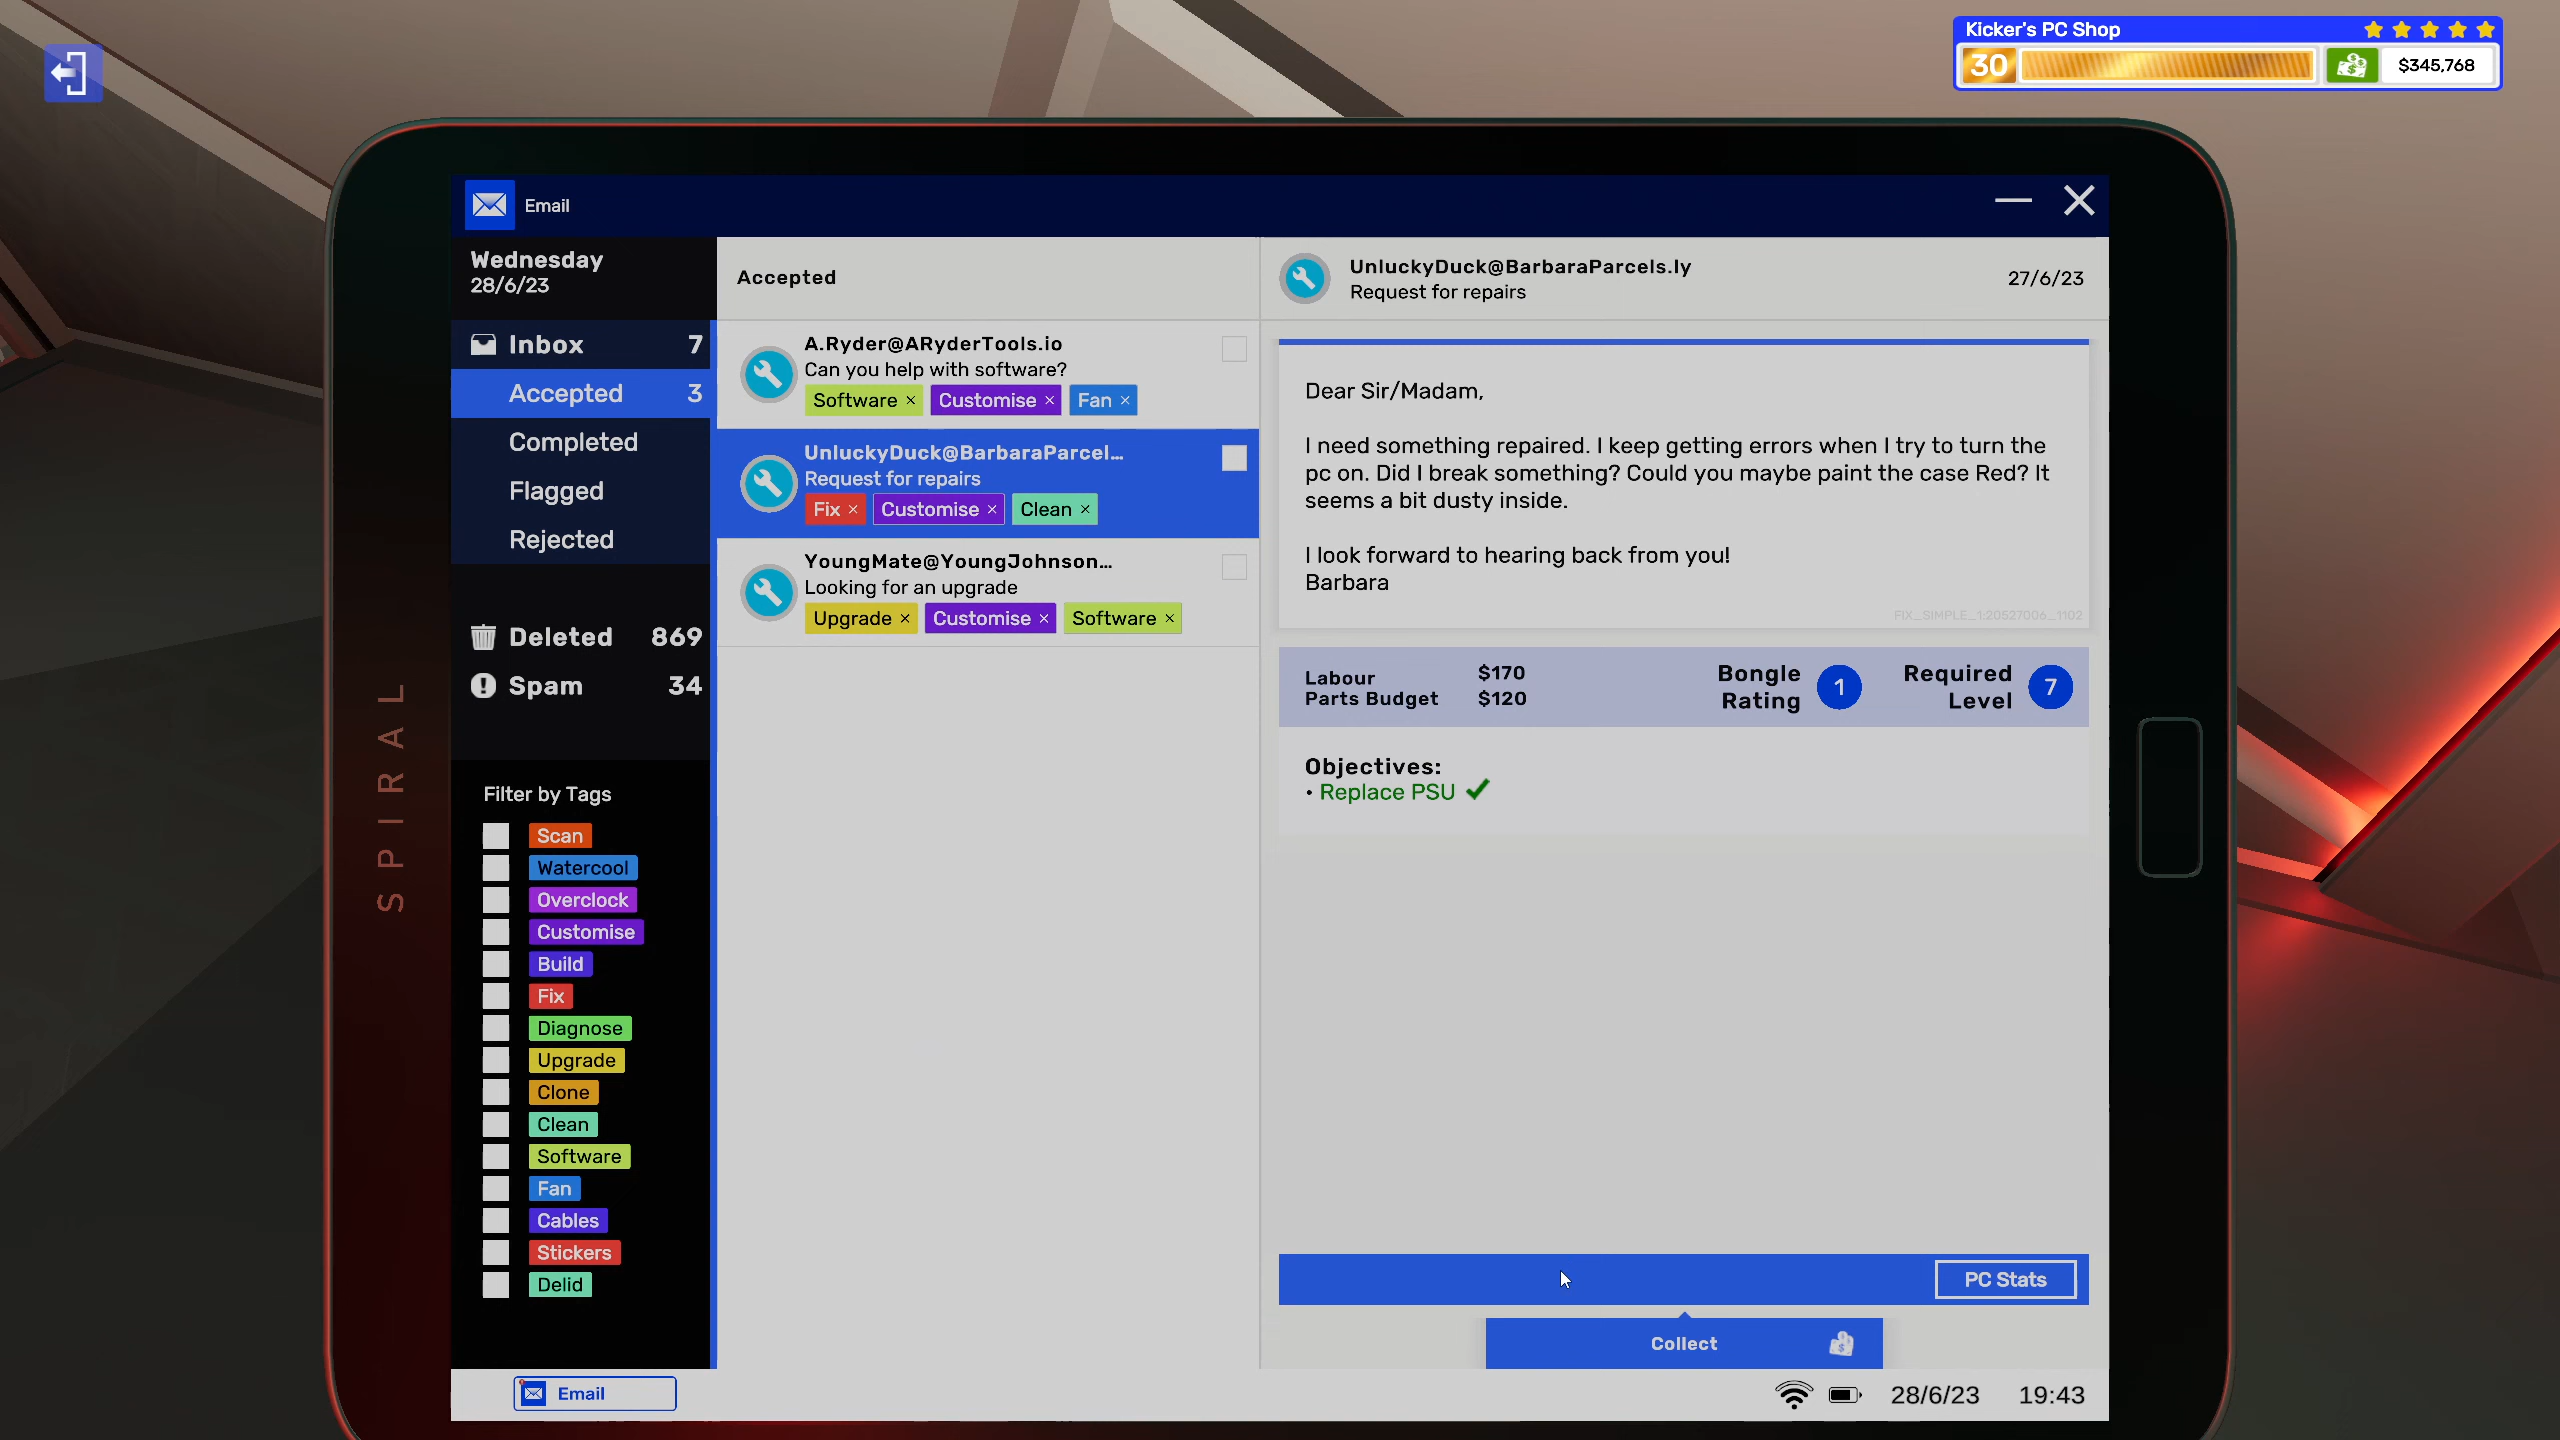 Kicker's PC Shop
30
$345,768
Email
Wednesday
28/6/23
Inbox 7
Accepted 3
Completed
Flagged
Rejected
Deleted 869
Spam 34
SPIRAL
Filter by Tags
Scan
Watercool
Overclock
Customise
Build
Fix
Diagnose
Upgrade
Clone
Clean
Software
Fan
Cables
Stickers
Delid
Accepted
A.Ryder@ARyderTools.io
Can you help with software?
Software × Customise × Fan ×
UnluckyDuck@BarbaraParcel...
Request for repairs
Fix × Customise × Clean ×
YoungMate@YoungJohnson...
Looking for an upgrade
Upgrade × Customise × Software ×
UnluckyDuck@BarbaraParcels.ly
Request for repairs
27/6/23
Dear Sir/Madam,
I need something repaired. I keep getting errors when I try to turn the
pc on. Did I break something? Could you maybe paint the case Red? It
seems a bit dusty inside.
I look forward to hearing back from you!
Barbara
FIX_SIMPLE_1:20527006_1102
Labour $170
Parts Budget $120
Bongle
Rating 1
Required
Level 7
Objectives:
• Replace PSU ✓
PC Stats
Collect
Email
28/6/23 19:43